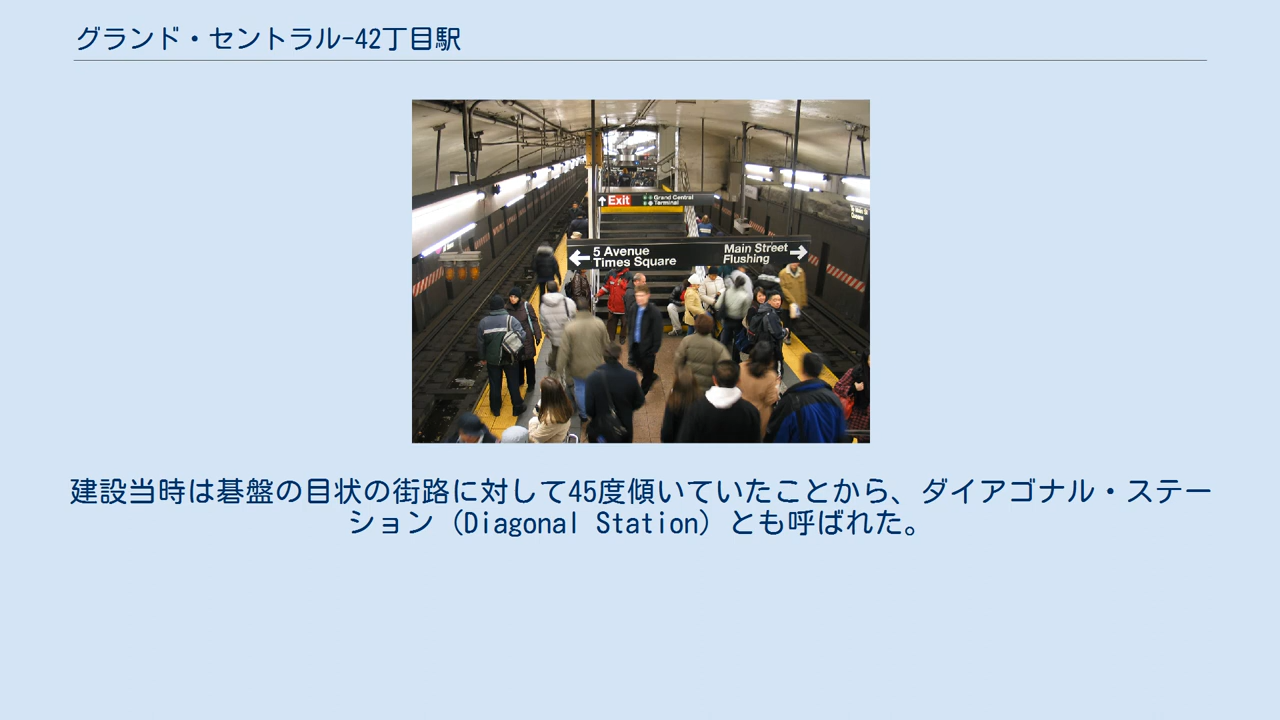 グランド・セントラル-42丁目駅
Exit
Grand Central
Terminal
5 Avenue
Times Square
Main Street
Flushing
建設当時は碁盤の目状の街路に対して45度傾いていたことから、ダイアゴナル・ステー
ション（Diagonal Station）とも呼ばれた。